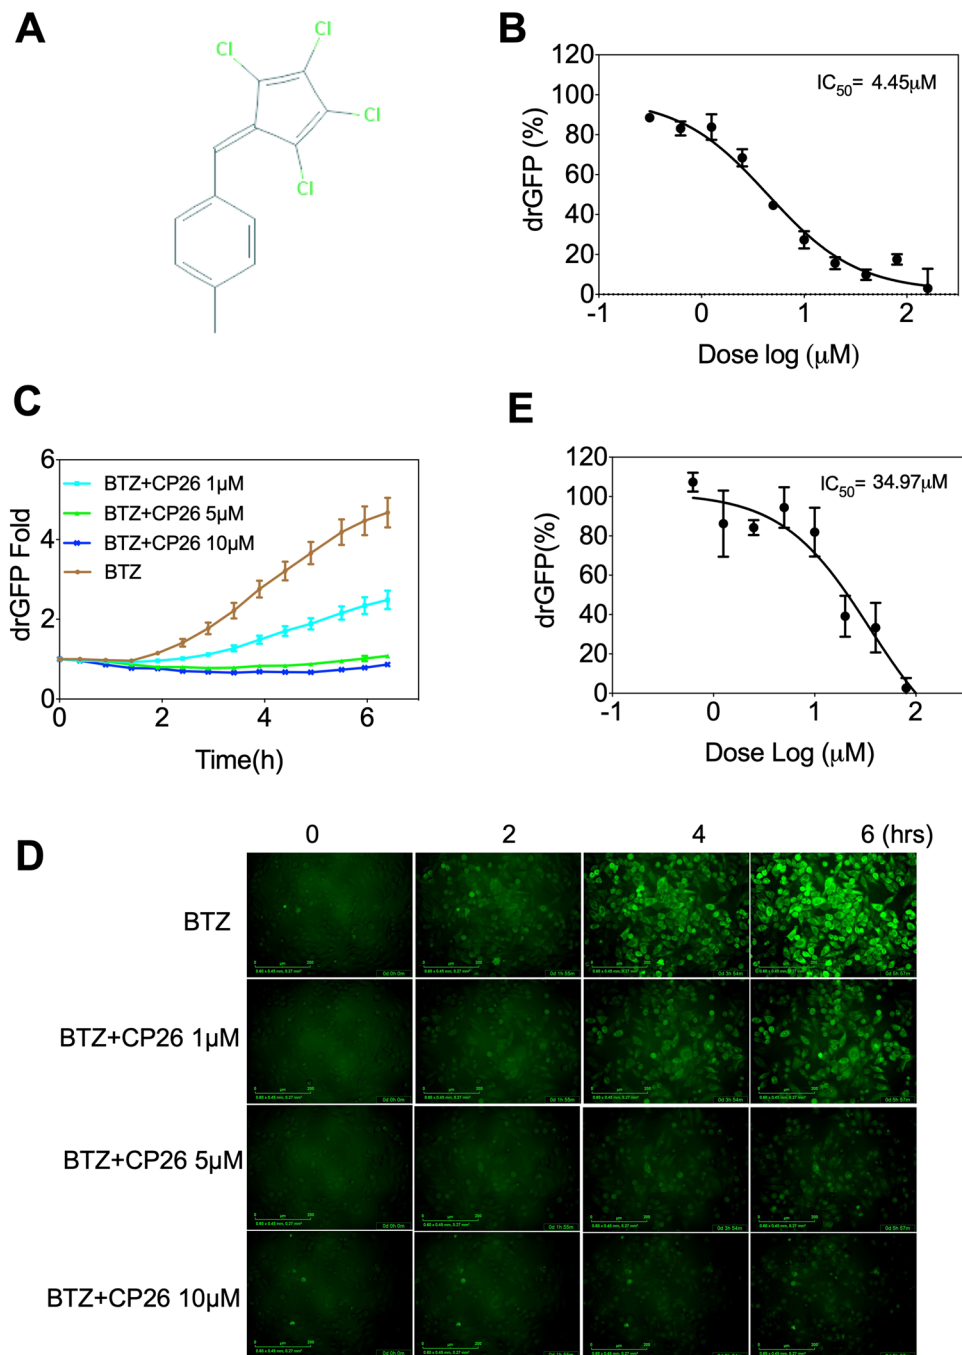 A
Cl
Cl
Cl
Cl
B
120
100
80
60
40
20
0
-1
0
1
2
drGFP (%)
IC50= 4.45μM
Dose log (μM)
C
6
4
2
0
0
2
4
6
drGFP Fold
BTZ+CP26 1μM
BTZ+CP26 5μM
BTZ+CP26 10μM
BTZ
Time(h)
E
120
100
80
60
40
20
0
-1
0
1
2
drGFP(%)
IC50= 34.97μM
Dose Log (μM)
D
0 2 4 6 (hrs)
BTZ
BTZ+CP26 1μM
BTZ+CP26 5μM
BTZ+CP26 10μM